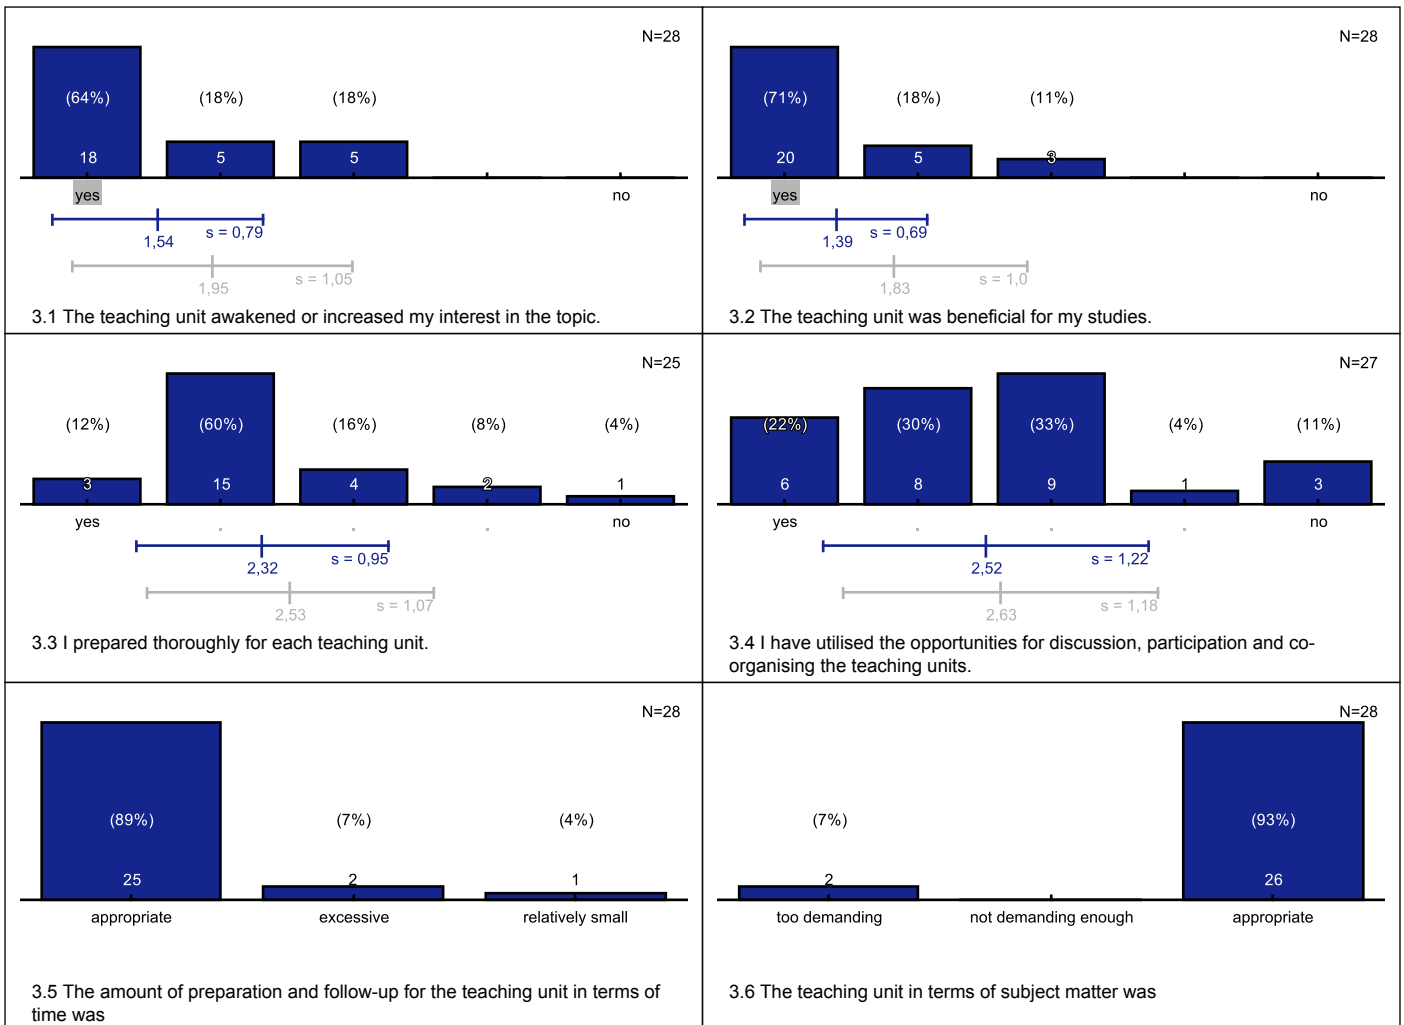 N=28
(64%) (18%) (18%)
18 5 5
yes no
1,54 s = 0,79
1,95 s = 1,05
3.1 The teaching unit awakened or increased my interest in the topic.
N=28
(71%) (18%) (11%)
20 5 3
yes no
1,39 s = 0,69
1,83 s = 1,0
3.2 The teaching unit was beneficial for my studies.
N=25
(12%) (60%) (16%) (8%) (4%)
3 15 4 2 1
yes . . . no
2,32 s = 0,95
2,53 s = 1,07
3.3 I prepared thoroughly for each teaching unit.
N=27
(22%) (30%) (33%) (4%) (11%)
6 8 9 1 3
yes . . . no
2,52 s = 1,22
2,63 s = 1,18
3.4 I have utilised the opportunities for discussion, participation and co-
organising the teaching units.
N=28
(89%) (7%) (4%)
25 2 1
appropriate excessive relatively small
3.5 The amount of preparation and follow-up for the teaching unit in terms of
time was
N=28
(7%) (93%)
2 26
too demanding not demanding enough appropriate
3.6 The teaching unit in terms of subject matter was